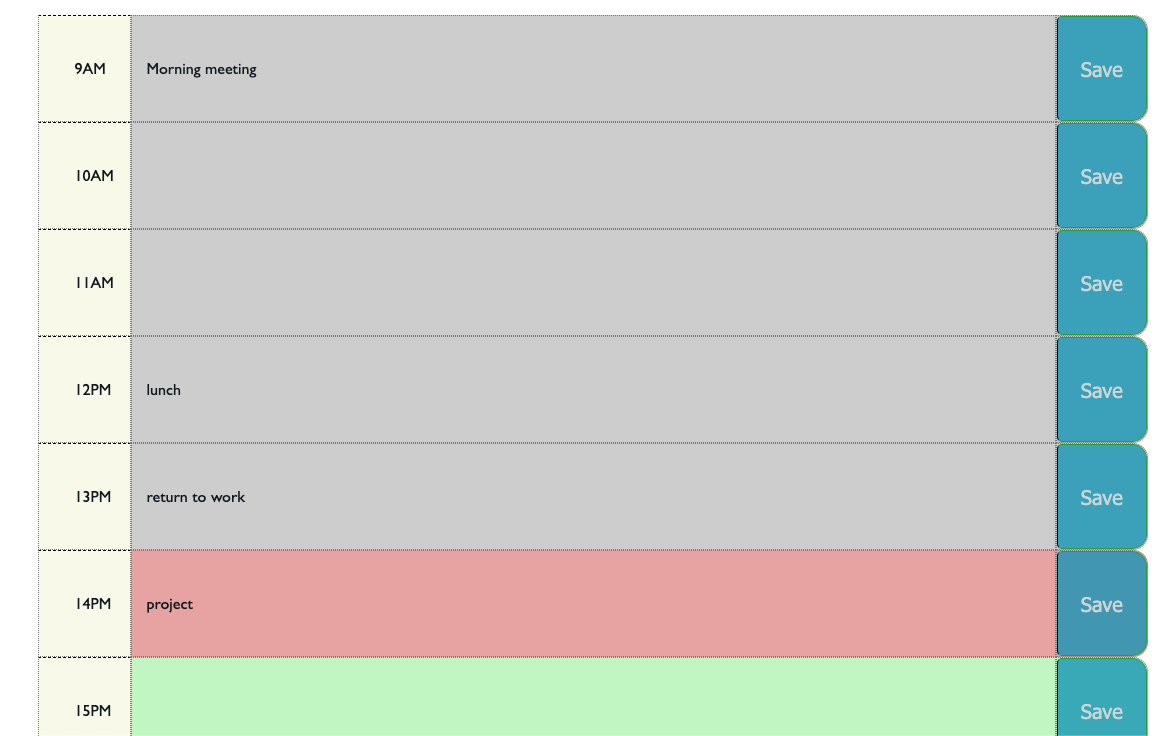 9AM Morning meeting Save
10AM Save
11AM Save
12PM lunch Save
13PM return to work Save
14PM project Save
15PM Save